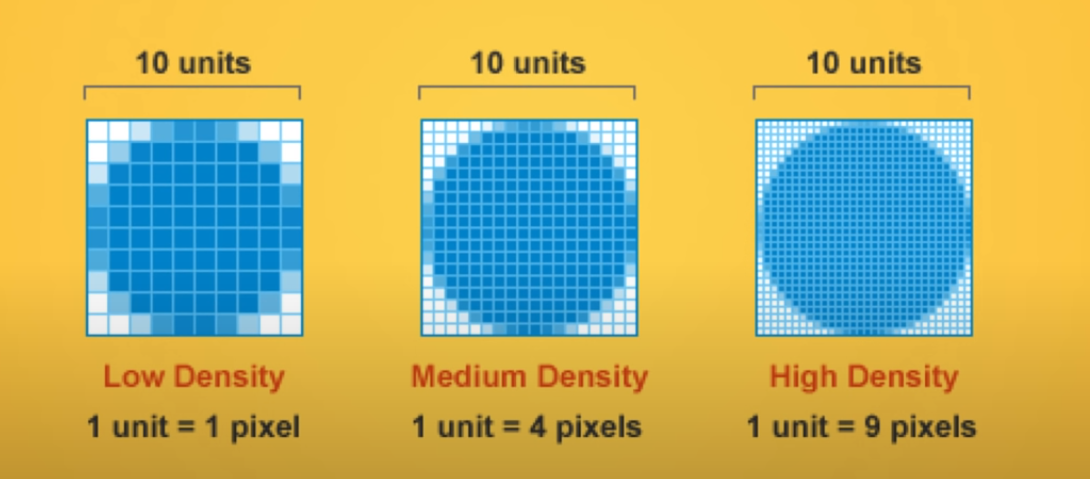 10 units
10 units
10 units
Low Density
Medium Density
High Density
1 unit = 1 pixel
1 unit = 4 pixels
1 unit = 9 pixels